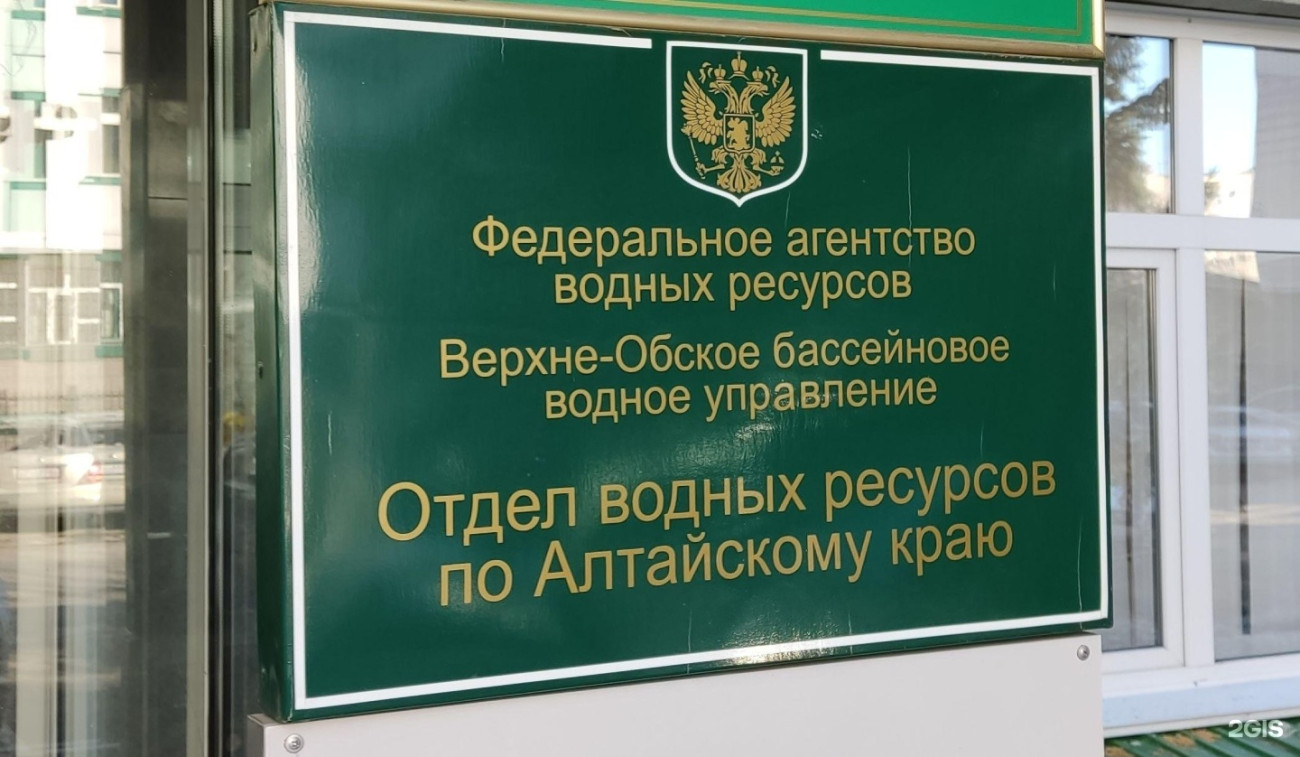 Федеральное агентство
водных ресурсов
Верхне-Обское бассейновое
водное управление
Отдел водных ресурсов
по Алтайскому краю
2GIS